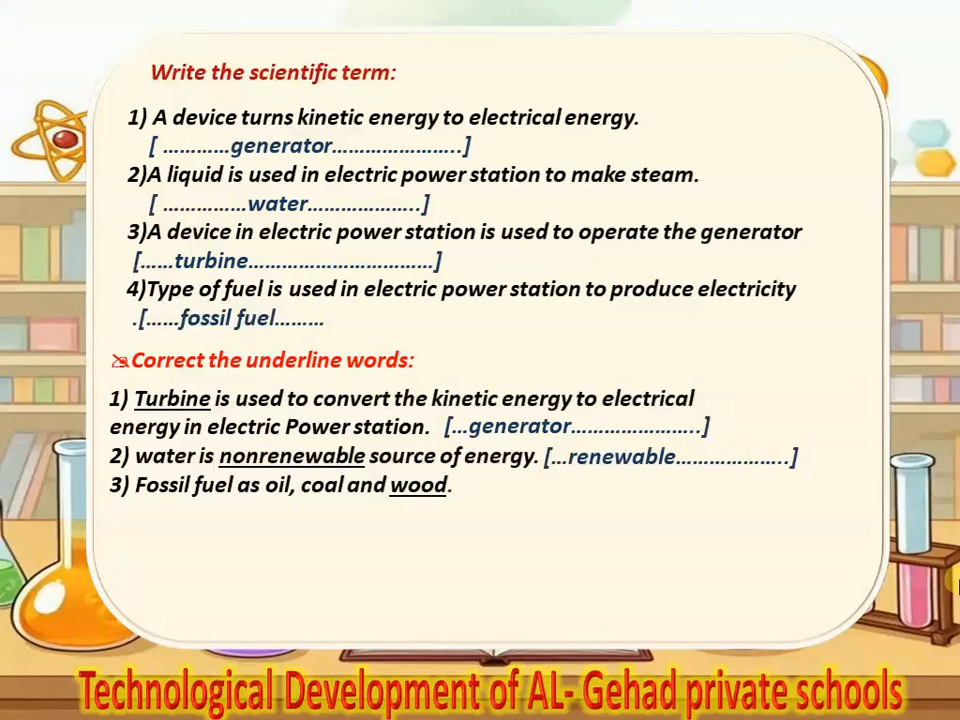 Write the scientific term:
1) A device turns kinetic energy to electrical energy.
[ …………generator…………………..]
2)A liquid is used in electric power station to make steam.
[ ……………water………………..]
3)A device in electric power station is used to operate the generator
[……turbine……………………………]
4)Type of fuel is used in electric power station to produce electricity
.[……fossil fuel………
Correct the underline words:
1) Turbine is used to convert the kinetic energy to electrical
energy in electric Power station. […generator…………………..]
2) water is nonrenewable source of energy. […renewable………………..]
3) Fossil fuel as oil, coal and wood.
Technological Development of AL- Gehad private schools